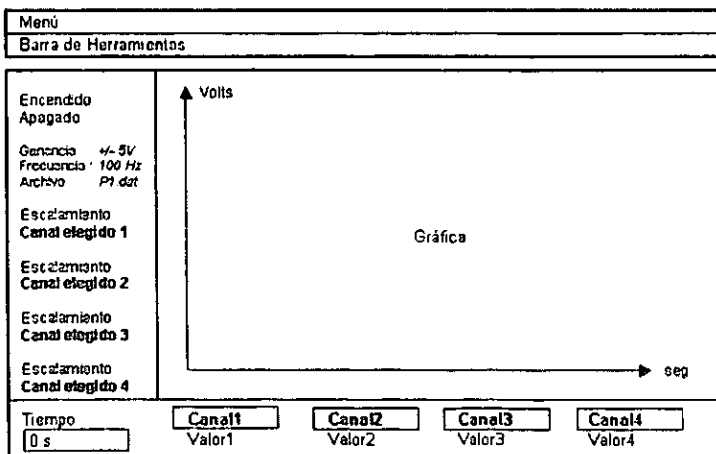 Menú
Barra de Herramientas
Encendido
Apagado
Ganancia +/- 5V
Frecuencia : 100 Hz
Archivo P1.dat
Escalamiento
Canal elegido 1
Escalamiento
Canal elegido 2
Escalamiento
Canal elegido 3
Escalamiento
Canal elegido 4
Volts
Gráfica
seg
Tiempo
0 s
Canal1 Canal2 Canal3 Canal4
Valor1 Valor2 Valor3 Valor4